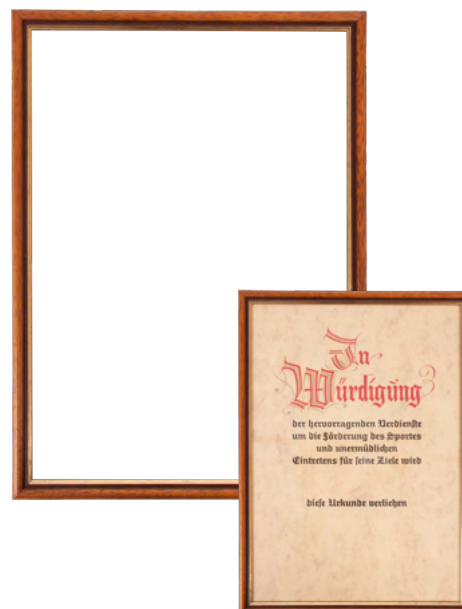 In
Würdigung
der hervorragenden Verdienste
um die Förderung des Sportes
und unermüdlichen
Eintretens für seine Ziele wird
diese Urkunde verliehen